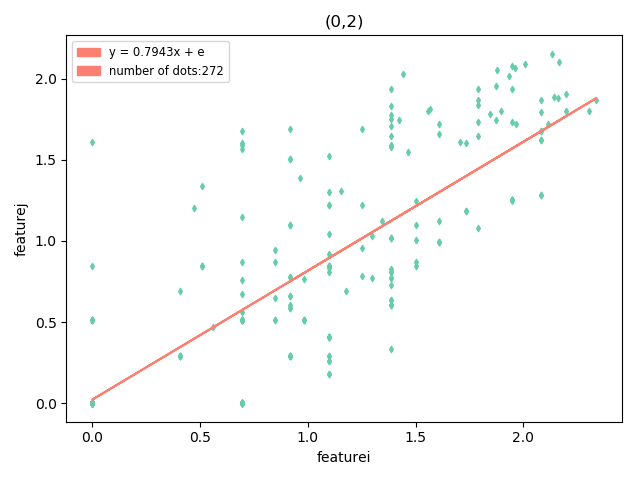 (0,2)
y = 0.7943x + e
number of dots:272
featurej
2.0
1.5
1.0
0.5
0.0
0.0 0.5 1.0 1.5 2.0
featurei